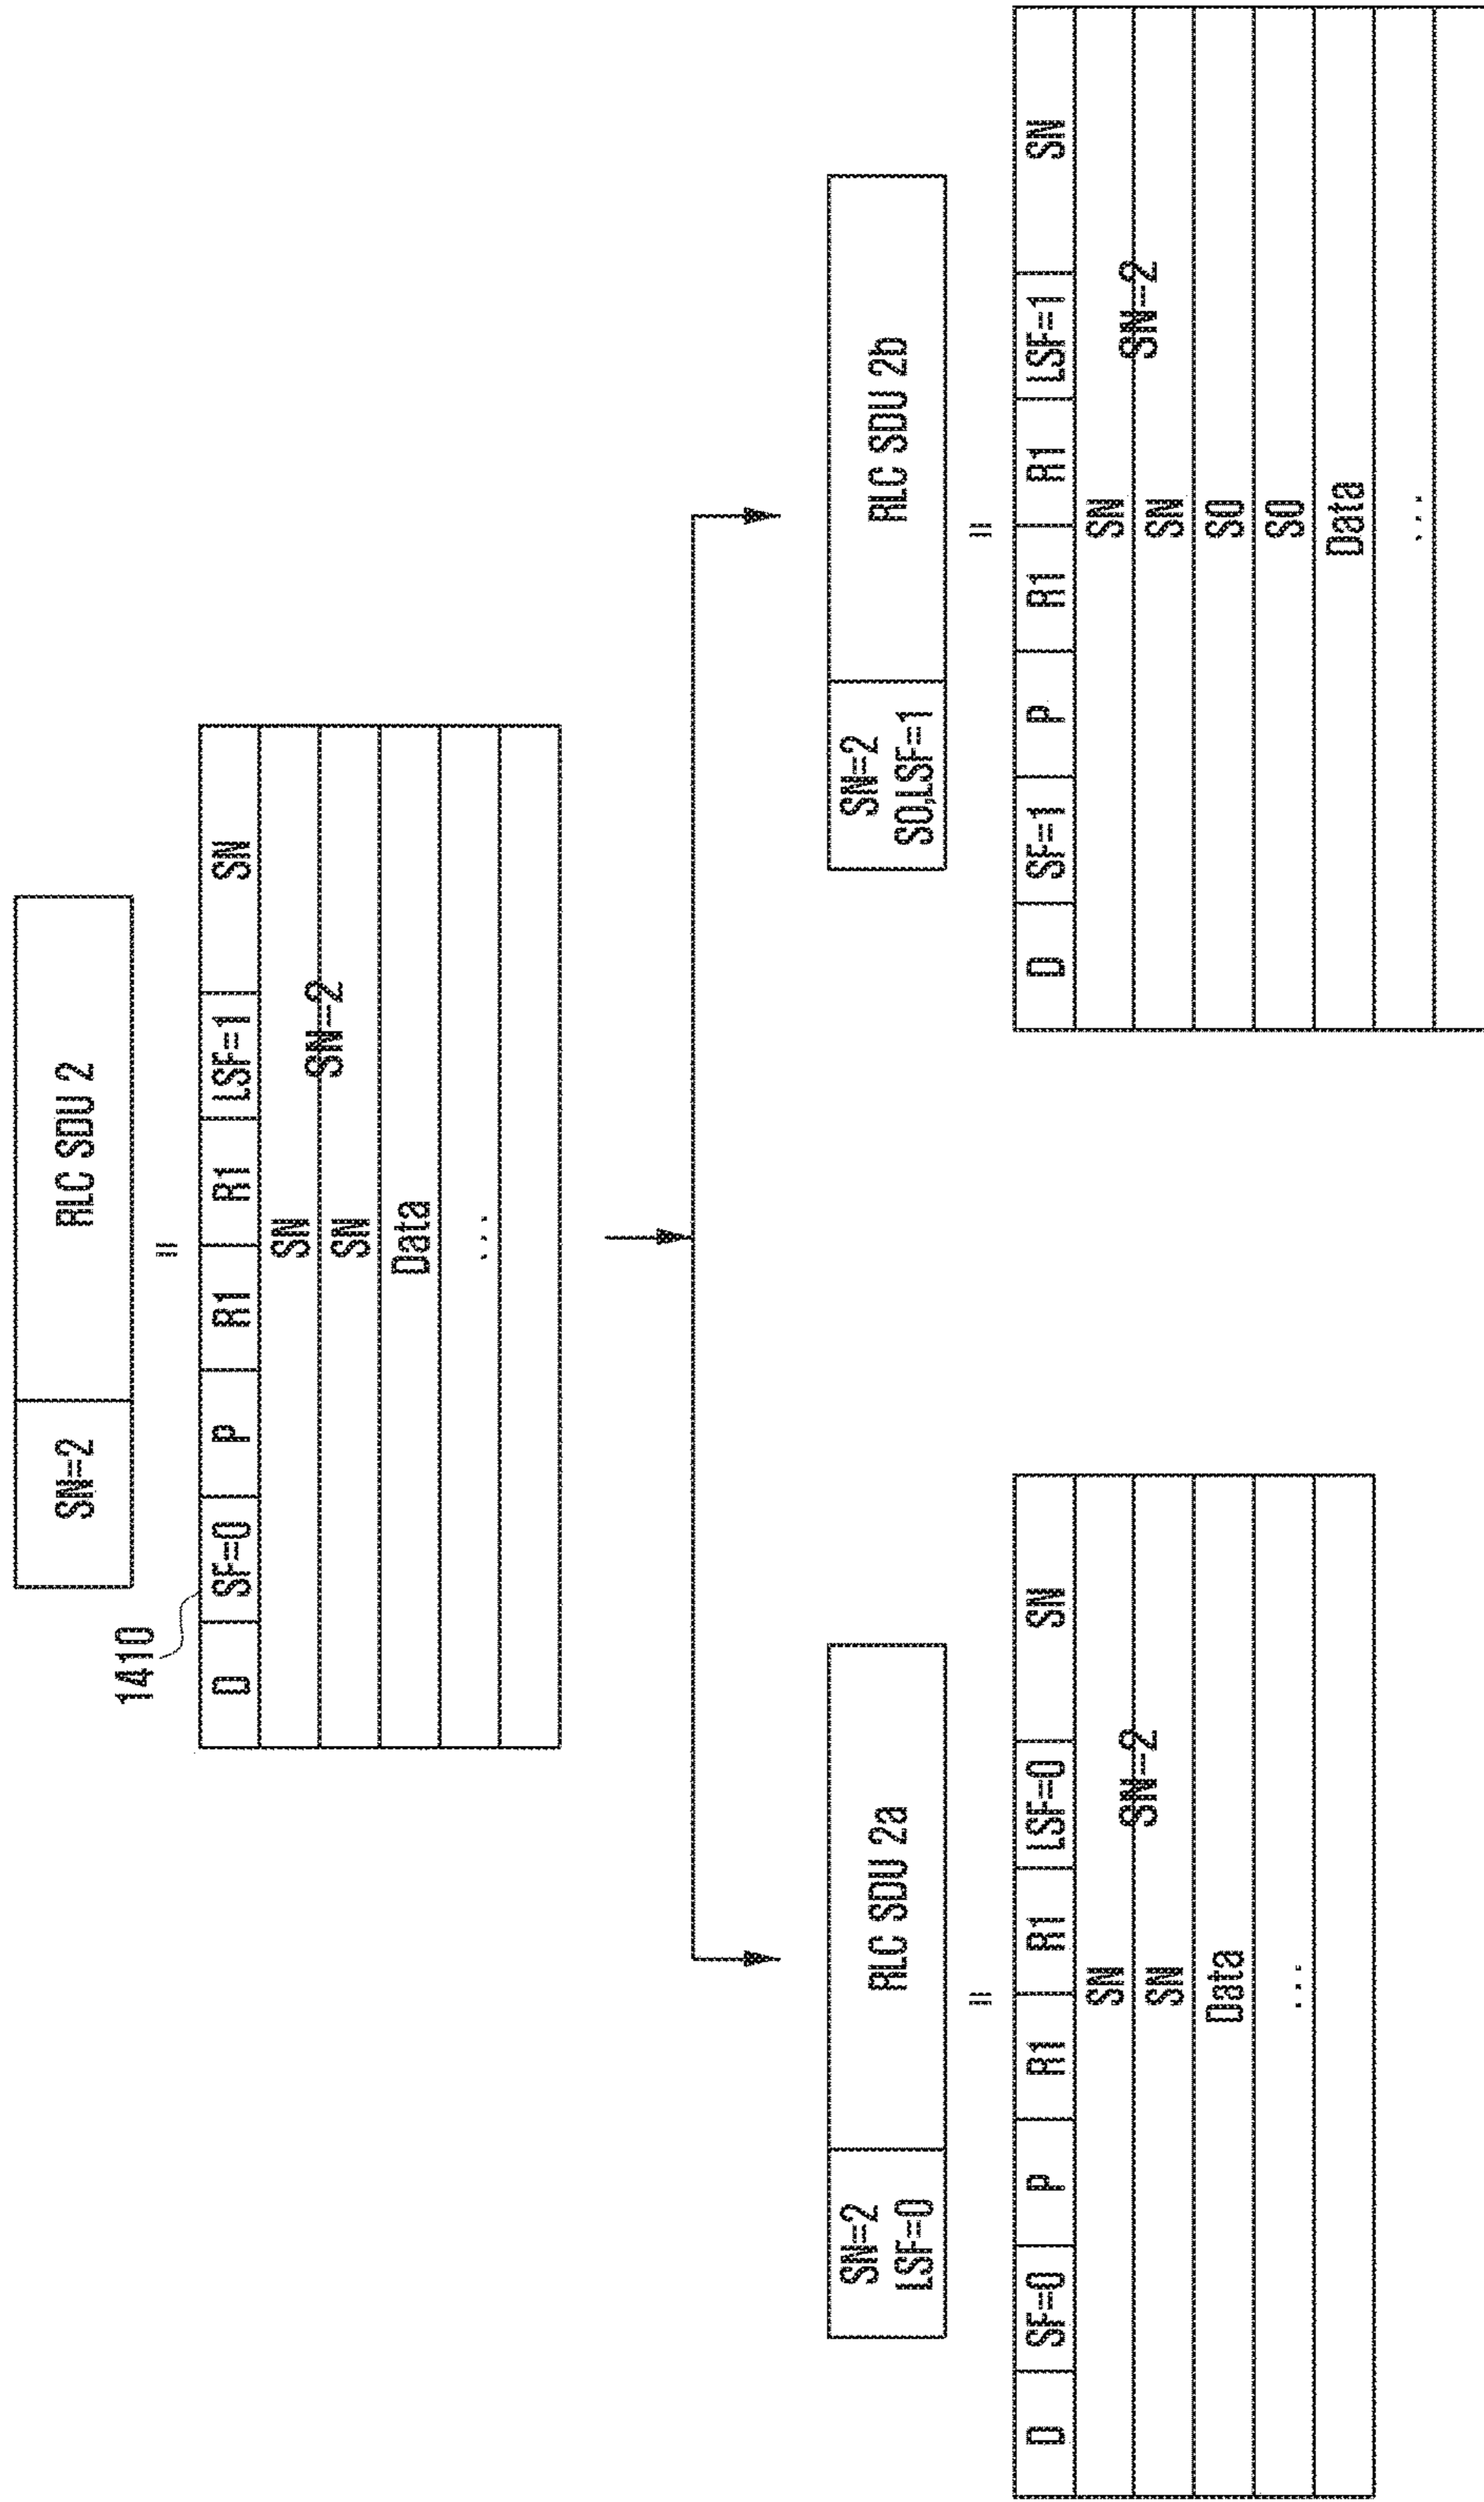 SN=2 RLC SDU 2
=
1410
D SF=0 P R1 R1 LSF=1 SN
SN
SN=2
SN
Data
...
SN=2 LSF=0 RLC SDU 2a
=
D SF=0 P R1 R1 LSF=0 SN
SN
SN=2
SN
Data
...
SN=2 SO,LSF=1 RLC SDU 2b
=
D SF=1 P R1 R1 LSF=1 SN
SN
SN=2
SN
SO
SO
Data
...